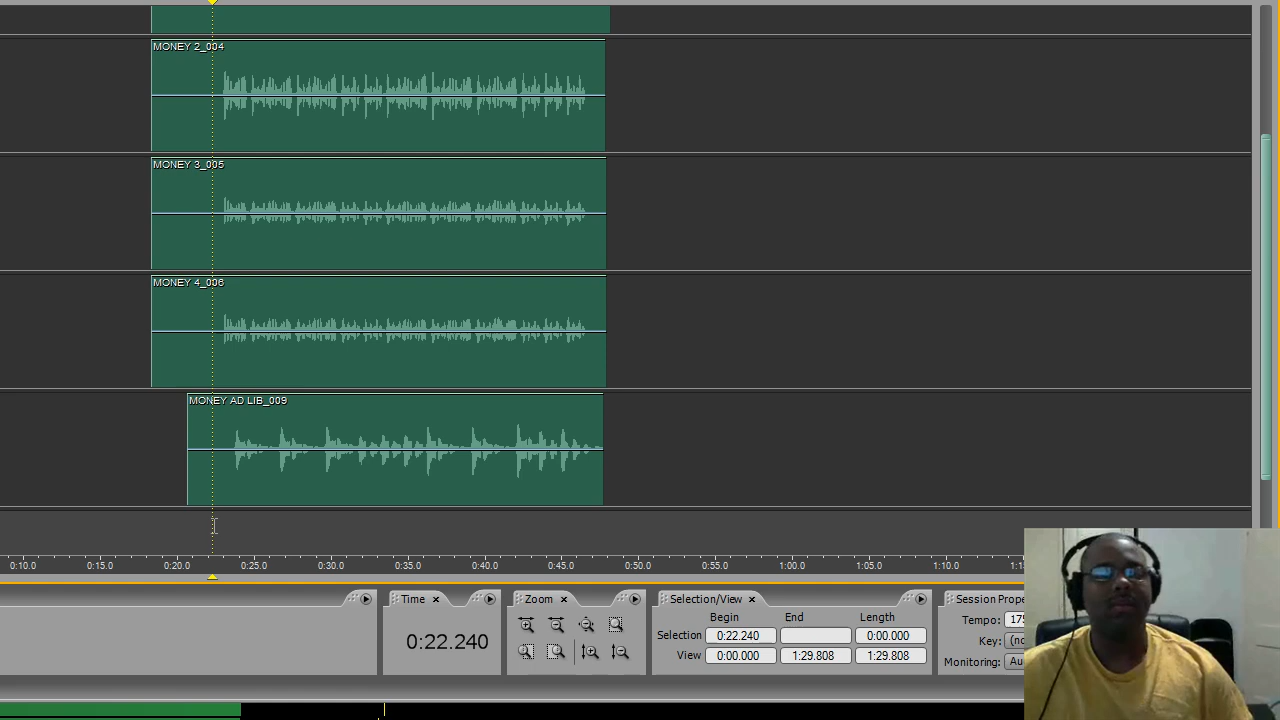 MONEY 2_004
MONEY 3_005
MONEY 4_006
MONEY AD LIB_009
0:10.0 0:15.0 0:20.0 0:25.0 0:30.0 0:35.0 0:40.0 0:45.0 0:50.0 0:55.0 1:00.0 1:05.0 1:10.0
Time Zoom Selection/View Session
Begin End Length
Tempo:
0:22.240 Selection 0:22.240 0:00.000
Key:
View 0:00.000 1:29.808 1:29.808
Monitoring: